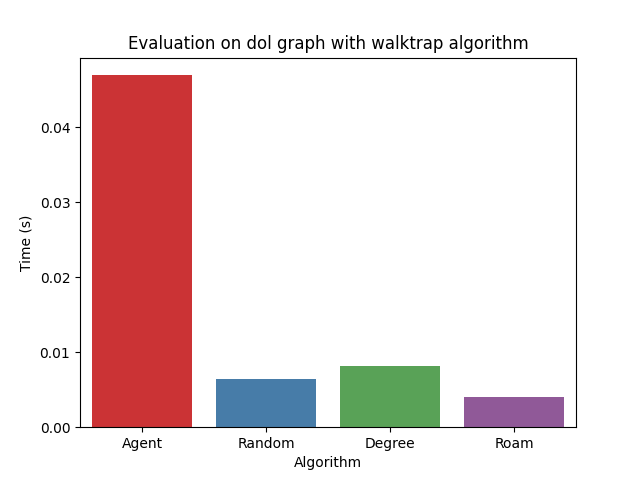 Evaluation on dol graph with walktrap algorithm
Time (s)
0.04
0.03
0.02
0.01
0.00
Agent
Random
Degree
Roam
Algorithm